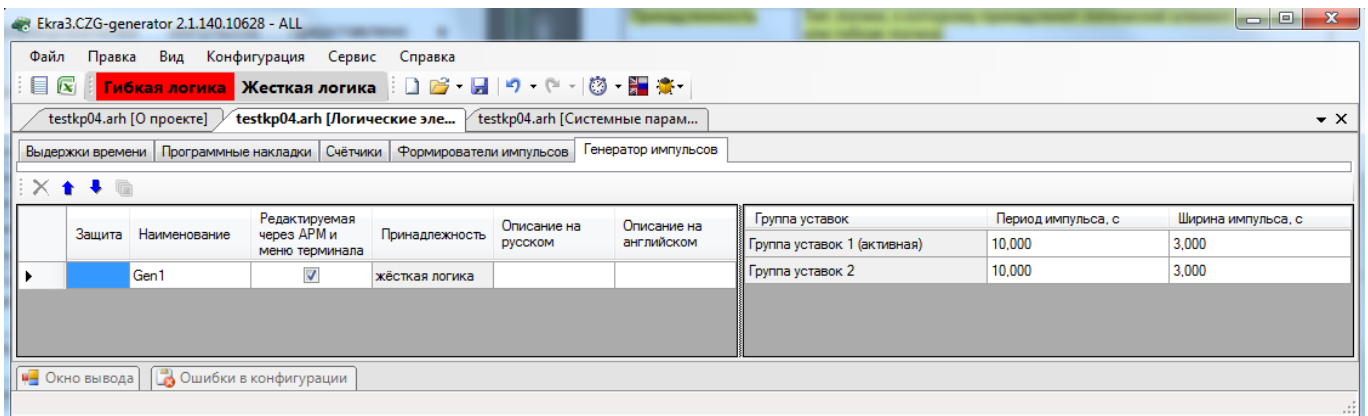 Ekra3.CZG-generator 2.1.140.10628 - ALL
Файл Правка Вид Конфигурация Сервис Справка
Гибкая логика Жесткая логика
testkp04.arh [О проекте] testkp04.arh [Логические эле... testkp04.arh [Системные парам...
Выдержки времени Программные накладки Счётчики Формирователи импульсов Генератор импульсов
Защита Наименование Редактируемая через АРМ и меню терминала Принадлежность Описание на русском Описание на английском
Gen1 жёсткая логика
Группа уставок Период импульса, с Ширина импульса, с
Группа уставок 1 (активная) 10,000 3,000
Группа уставок 2 10,000 3,000
Окно вывода Ошибки в конфигурации